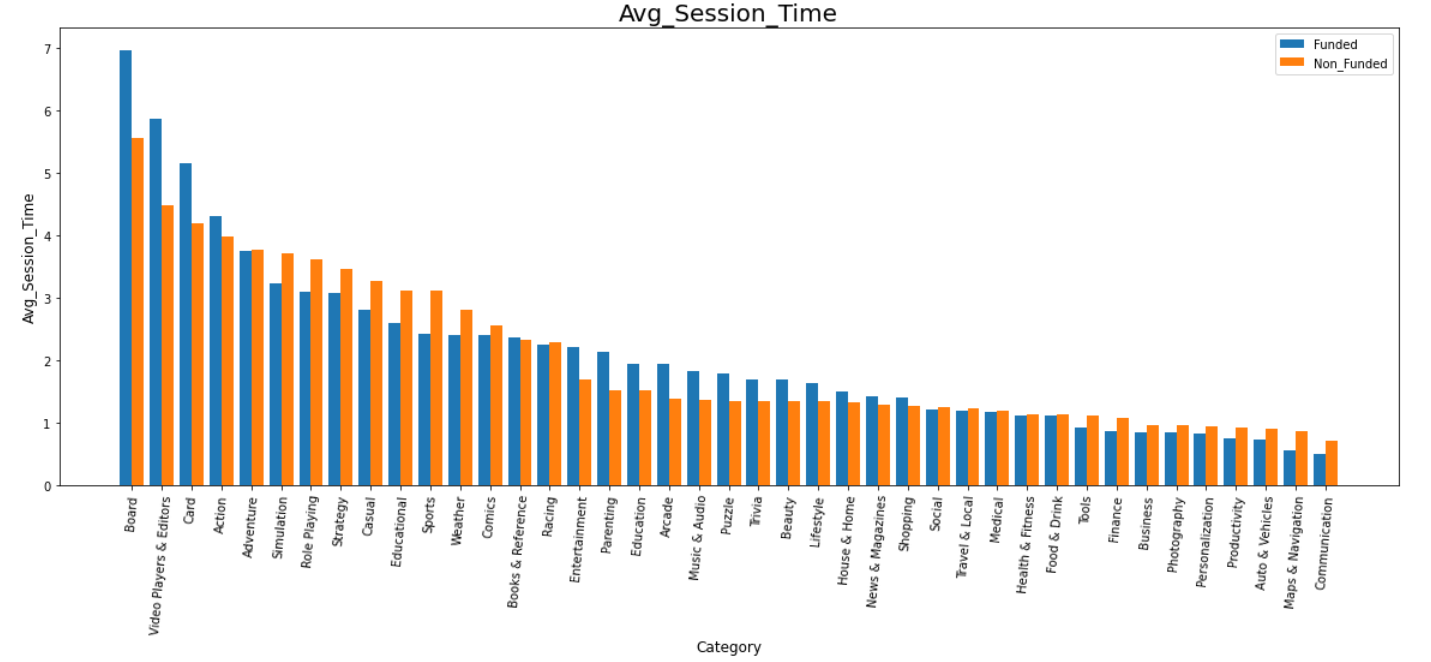 Avg_Session_Time
Funded
Non_Funded
Avg_Session_Time
7
6
5
4
3
2
1
0
Board
Video Players & Editors
Card
Action
Adventure
Simulation
Role Playing
Strategy
Casual
Educational
Sports
Weather
Comics
Books & Reference
Racing
Entertainment
Parenting
Education
Arcade
Music & Audio
Puzzle
Trivia
Beauty
Lifestyle
House & Home
News & Magazines
Shopping
Social
Travel & Local
Medical
Health & Fitness
Food & Drink
Tools
Finance
Business
Photography
Personalization
Productivity
Auto & Vehicles
Maps & Navigation
Communication
Category